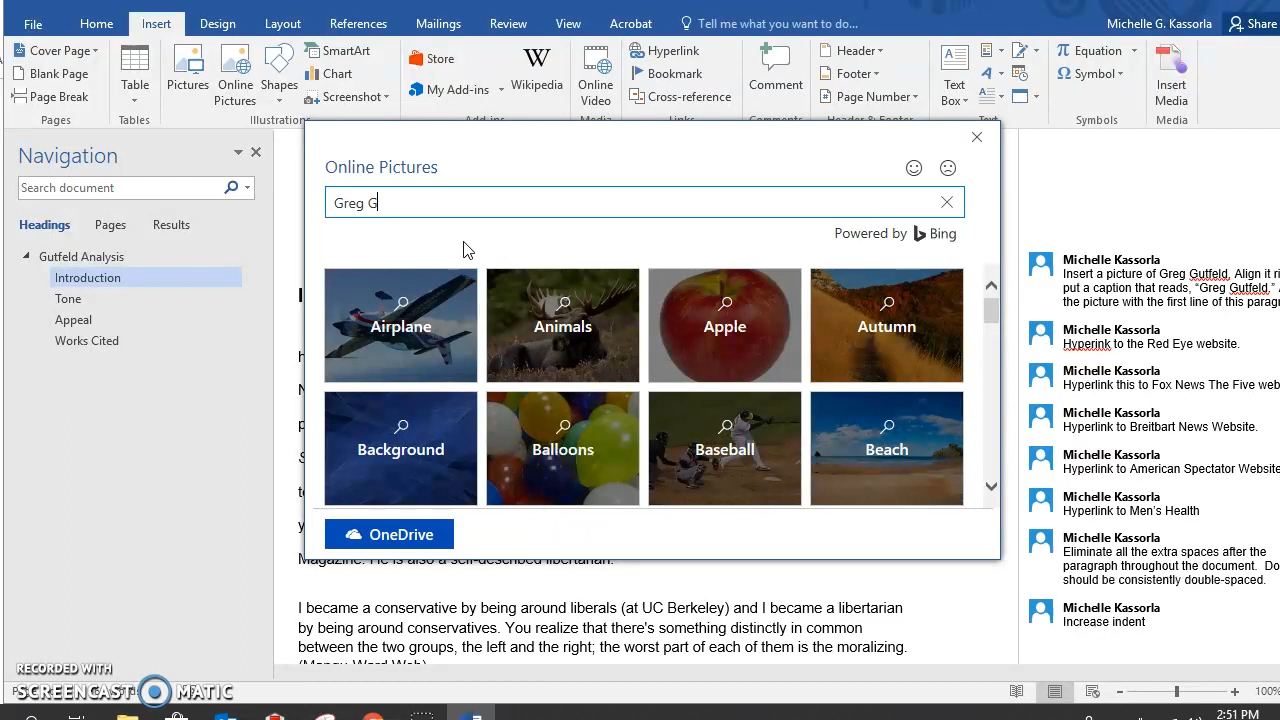 File Home Insert Design Layout References Mailings Review View Acrobat Tell me what you want to do... Michelle G. Kassorla Share
Cover Page
Blank Page
Page Break
Pages
Table
Tables
Pictures
Online
Pictures
Shapes
SmartArt
Chart
Screenshot
Illustrations
Store
My Add-ins
Wikipedia
Add-ins
Online
Video
Media
Hyperlink
Bookmark
Cross-reference
Links
Comment
Comments
Header
Footer
Page Number
Header & Footer
Text
Box
Equation
Symbol
Symbols
Insert
Media
Media
Navigation
Search document
Headings Pages Results
Gutfeld Analysis
Introduction
Tone
Appeal
Works Cited
Online Pictures
Greg G
Powered by Bing
Airplane Animals Apple Autumn
Background Balloons Baseball Beach
OneDrive
Magazine. He is also a self-described libertarian.
I became a conservative by being around liberals (at UC Berkeley) and I became a libertarian
by being around conservatives. You realize that there's something distinctly in common
between the two groups, the left and the right; the worst part of each of them is the moralizing.
Michelle Kassorla
Insert a picture of Greg Gutfeld. Align it ri
put a caption that reads, “Greg Gutfeld.”
the picture with the first line of this parag
Michelle Kassorla
Hyperink to the Red Eye website.
Michelle Kassorla
Hyperlink this to Fox News The Five web
Michelle Kassorla
Hyperlink to Breitbart News Website.
Michelle Kassorla
Hyperlink to American Spectator Website
Michelle Kassorla
Hyperlink to Men’s Health
Michelle Kassorla
Eliminate all the extra spaces after the
paragraph throughout the document. Do
should be consistently double-spaced.
Michelle Kassorla
Increase indent
RECORDED WITH
SCREENCAST MATIC
100%
2:51 PM